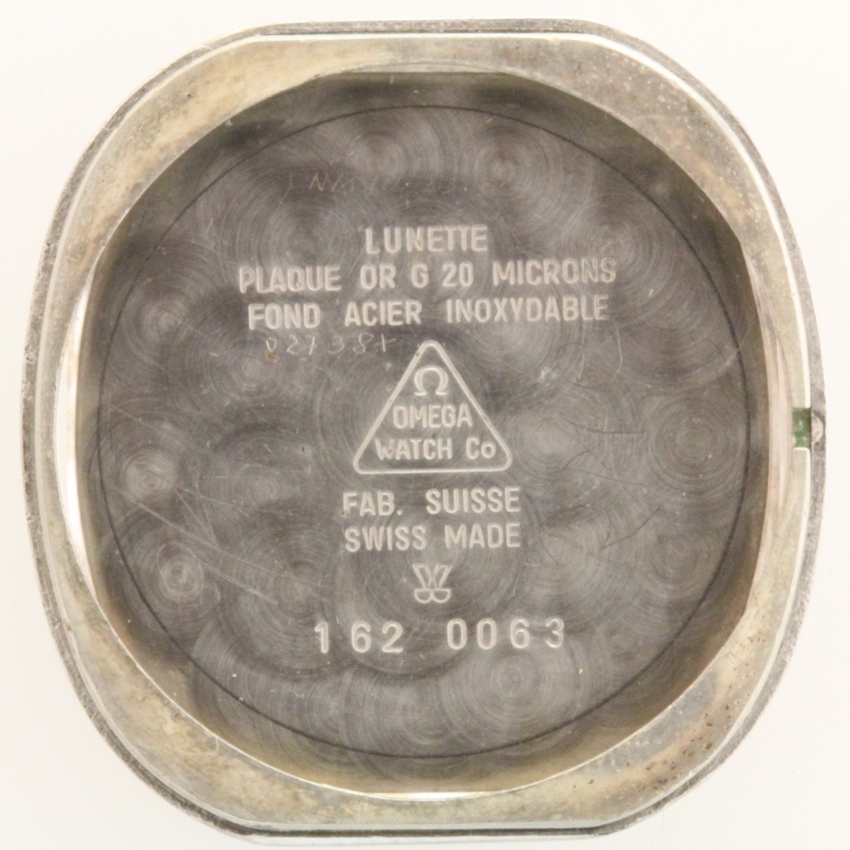 LUNETTE
PLAQUE OR G 20 MICRONS
FOND ACIER INOXYDABLE
Ω
OMEGA
WATCH Co
FAB. SUISSE
SWISS MADE
162 0063